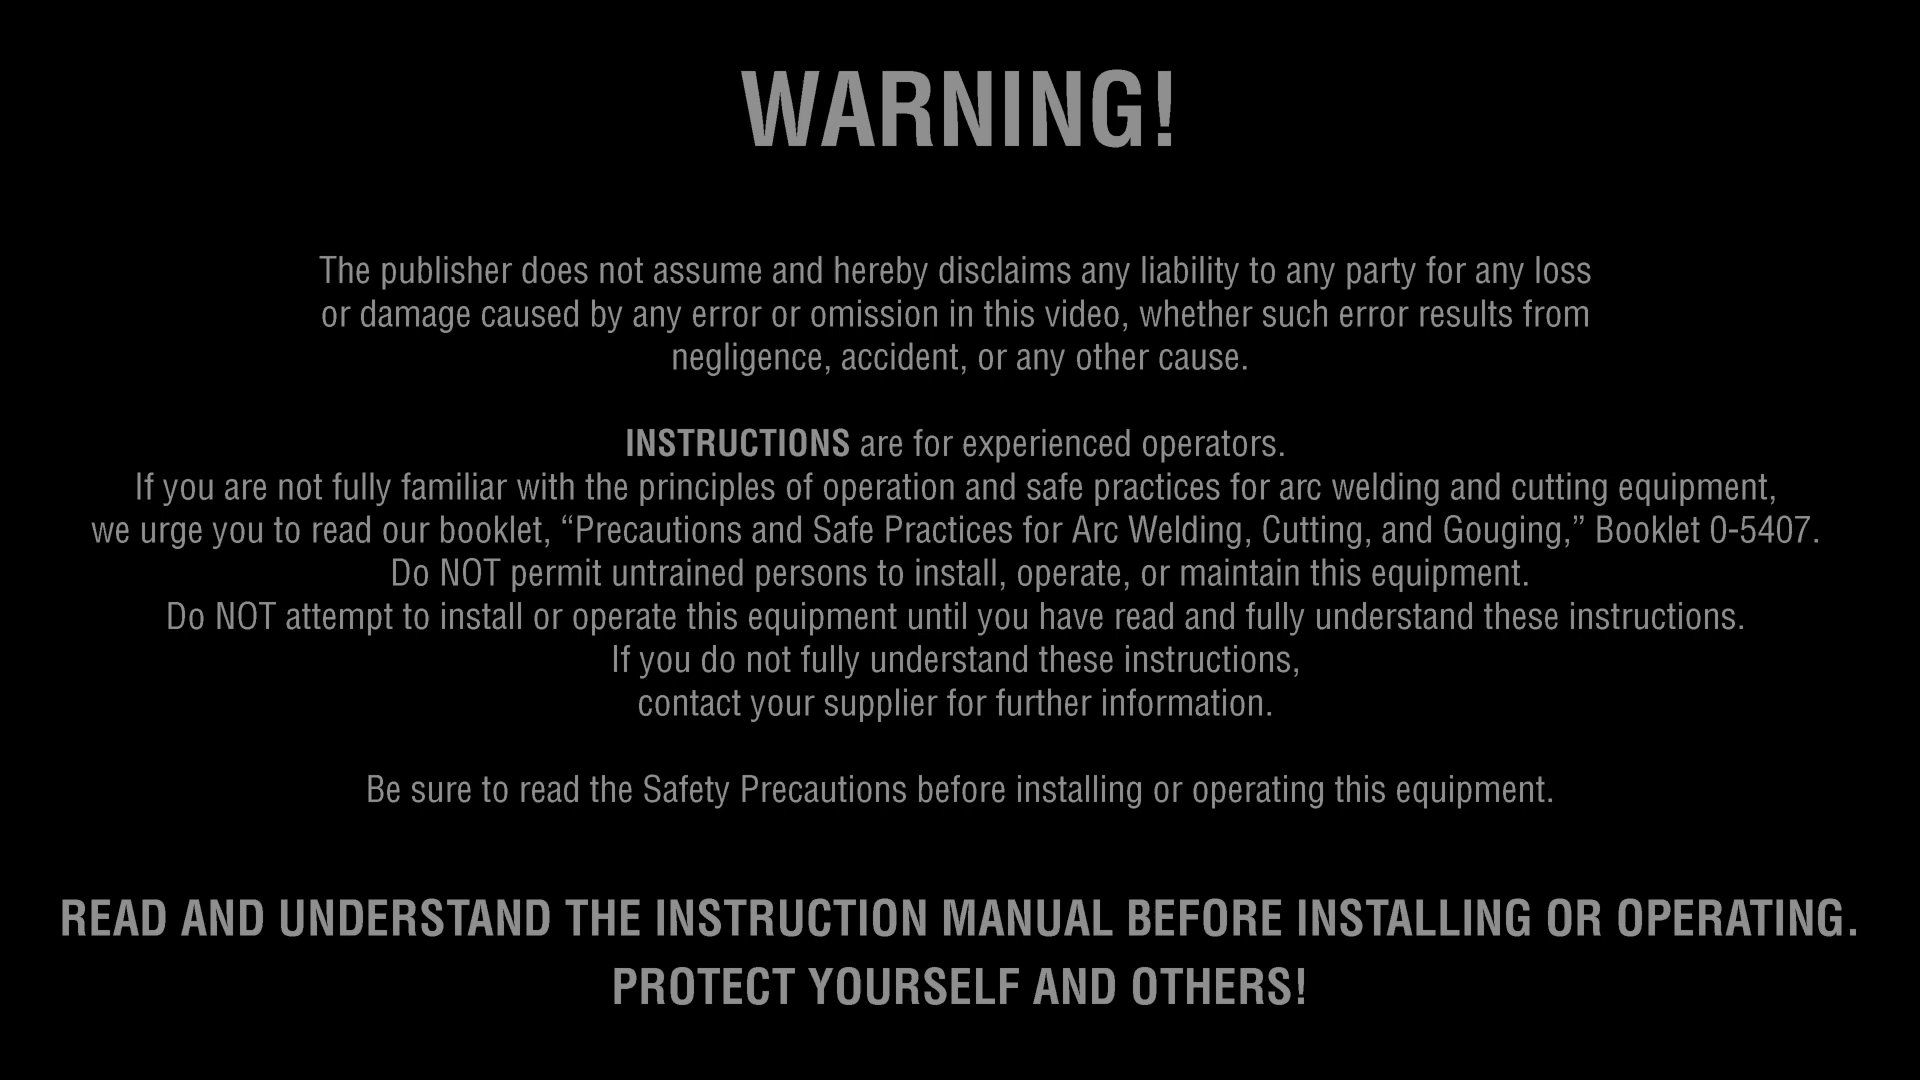 WARNING!
The publisher does not assume and hereby disclaims any liability to any party for any loss
or damage caused by any error or omission in this video, whether such error results from
negligence, accident, or any other cause.
INSTRUCTIONS are for experienced operators.
If you are not fully familiar with the principles of operation and safe practices for arc welding and cutting equipment,
we urge you to read our booklet, “Precautions and Safe Practices for Arc Welding, Cutting, and Gouging,” Booklet 0-5407.
Do NOT permit untrained persons to install, operate, or maintain this equipment.
Do NOT attempt to install or operate this equipment until you have read and fully understand these instructions.
If you do not fully understand these instructions,
contact your supplier for further information.
Be sure to read the Safety Precautions before installing or operating this equipment.
READ AND UNDERSTAND THE INSTRUCTION MANUAL BEFORE INSTALLING OR OPERATING.
PROTECT YOURSELF AND OTHERS!